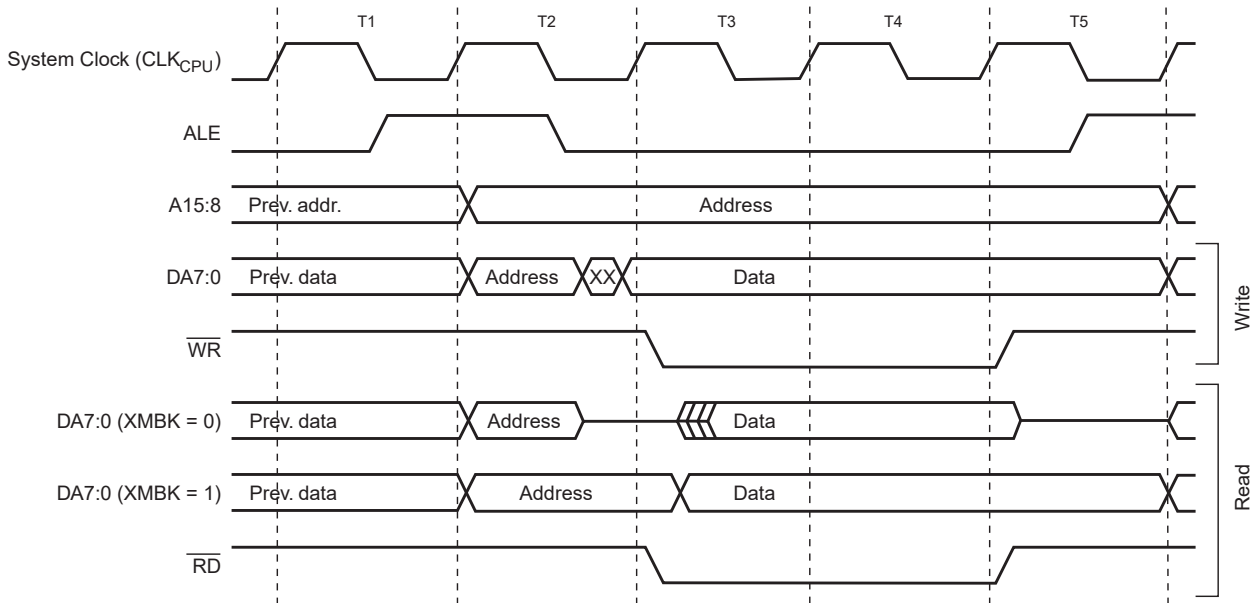 T1 T2 T3 T4 T5
System Clock (CLKCPU)
ALE
A15:8 Prev. addr. Address
DA7:0 Prev. data Address XX Data
WR
Write
DA7:0 (XMBK = 0) Prev. data Address Data
DA7:0 (XMBK = 1) Prev. data Address Data
RD
Read